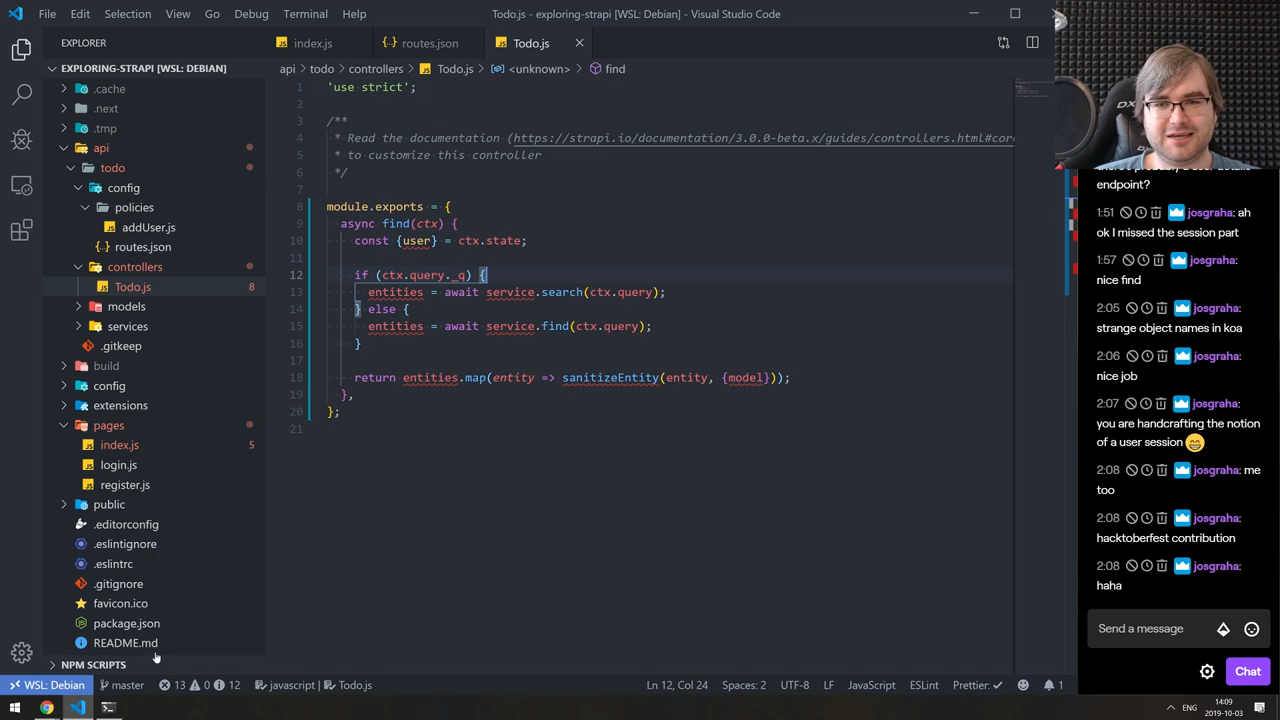 File Edit Selection View Go Debug Terminal Help
Todo.js - exploring-strapi [WSL: Debian] - Visual Studio Code
EXPLORER
EXPLORING-STRAPI [WSL: DEBIAN]
.cache
.next
.tmp
api
todo
config
policies
addUser.js
routes.json
controllers
Todo.js 8
models
services
.gitkeep
build
config
extensions
pages
index.js 5
login.js
register.js
public
.editorconfig
.eslintignore
.eslintrc
.gitignore
favicon.ico
package.json
README.md
NPM SCRIPTS
index.js routes.json Todo.js
api todo controllers Todo.js <unknown> find
1 'use strict';
2
3 /**
4 * Read the documentation (https://strapi.io/documentation/3.0.0-beta.x/guides/controllers.html#cor
5 * to customize this controller
6 */
7
8 module.exports = {
9 async find(ctx) {
10 const {user} = ctx.state;
11
12 if (ctx.query._q) {
13 entities = await service.search(ctx.query);
14 } else {
15 entities = await service.find(ctx.query);
16 }
17
18 return entities.map(entity => sanitizeEntity(entity, {model}));
19 },
20 };
21
WSL: Debian master 13 0 12 javascript | Todo.js Ln 12, Col 24 Spaces: 2 UTF-8 LF JavaScript ESLint Prettier: ✓ 1
ENG 14:09
2019-10-03
DX
endpoint?
1:51 josgraha: ah
ok I missed the session part
1:57 josgraha:
nice find
2:05 josgraha:
strange object names in koa
2:06 josgraha:
nice job
2:07 josgraha:
you are handcrafting the notion
of a user session 😄
2:08 josgraha: me
too
2:08 josgraha:
hacktoberfest contribution
2:08 josgraha:
haha
Send a message
Chat